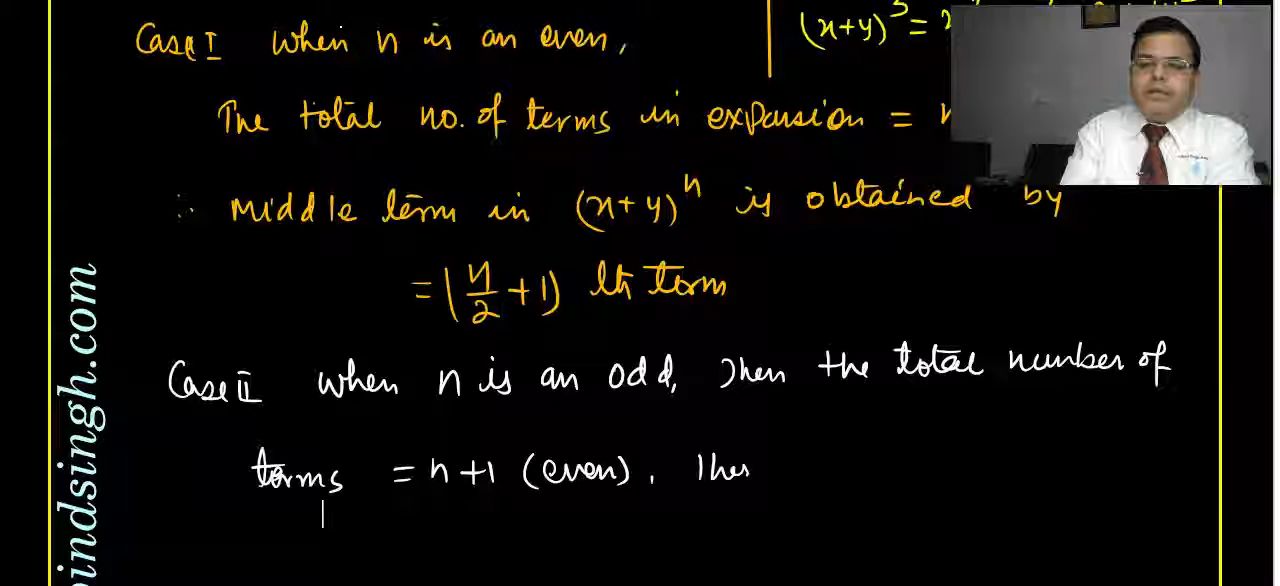 Case I when n is an even,
(x+y)⁵ = x
The total no. of terms in expansion = n
∴ Middle term in (x+y)ⁿ is obtained by
= (n/2 + 1) th term
Case II when n is an odd, Then the total number of
terms = n+1 (even). Ther
indsingh.com